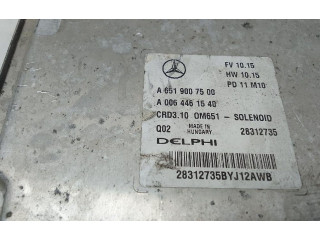 FV 10.15
HW 10.15
PD 11 M10
A 651 900 75 00
A 006 446 15 40
CRD3.10 OM651 - SOLENOID
Q02 MADE IN HUNGARY 28312735
DELPHI
28312735BYJ12AWB